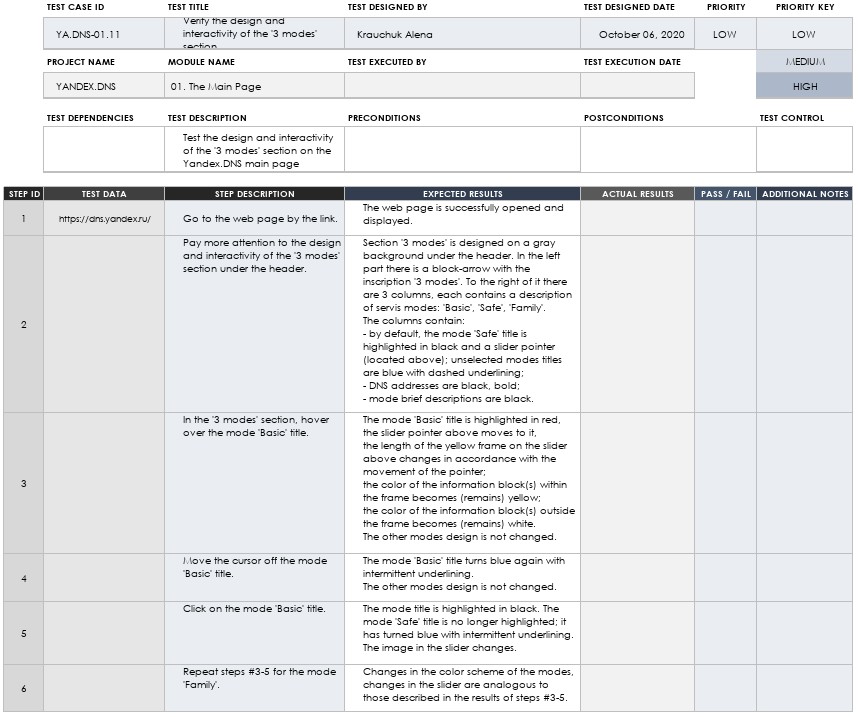 TEST CASE ID TEST TITLE TEST DESIGNED BY TEST DESIGNED DATE PRIORITY PRIORITY KEY
YA.DNS-01.11
Verify the design and
interactivity of the '3 modes'
section
Krauchuk Alena
October 06, 2020
LOW
LOW
PROJECT NAME MODULE NAME TEST EXECUTED BY TEST EXECUTION DATE
MEDIUM
YANDEX.DNS
01. The Main Page
HIGH
TEST DEPENDENCIES TEST DESCRIPTION PRECONDITIONS POSTCONDITIONS TEST CONTROL
Test the design and interactivity
of the '3 modes' section on the
Yandex.DNS main page
STEP ID TEST DATA STEP DESCRIPTION EXPECTED RESULTS ACTUAL RESULTS PASS / FAIL ADDITIONAL NOTES
1
https://dns.yandex.ru/
Go to the web page by the link.
The web page is successfully opened and
displayed.
2
Pay more attention to the design
and interactivity of the '3 modes'
section under the header.
Section '3 modes' is designed on a gray
background under the header. In the left
part there is a block-arrow with the
inscription '3 modes'. To the right of it there
are 3 columns, each contains a description
of servis modes: 'Basic', 'Safe', 'Family'.
The columns contain:
- by default, the mode 'Safe' title is
highlighted in black and a slider pointer
(located above); unselected modes titles
are blue with dashed underlining;
- DNS addresses are black, bold;
- mode brief descriptions are black.
3
In the '3 modes' section, hover
over the mode 'Basic' title.
The mode 'Basic' title is highlighted in red,
the slider pointer above moves to it,
the length of the yellow frame on the slider
above changes in accordance with the
movement of the pointer;
the color of the information block(s) within
the frame becomes (remains) yellow;
the color of the information block(s) outside
the frame becomes (remains) white.
The other modes design is not changed.
4
Move the cursor off the mode
'Basic' title.
The mode 'Basic' title turns blue again with
intermittent underlining.
The other modes design is not changed.
5
Click on the mode 'Basic' title.
The mode title is highlighted in black. The
mode 'Safe' title is no longer highlighted; it
has turned blue with intermittent underlining.
The image in the slider changes.
6
Repeat steps #3-5 for the mode
'Family'.
Changes in the color scheme of the modes,
changes in the slider are analogous to
those described in the results of steps #3-5.